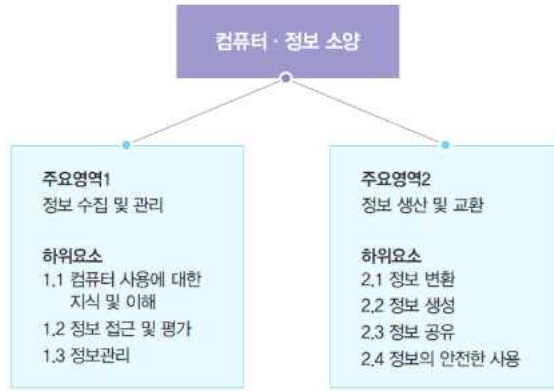 컴퓨터 · 정보 소양
주요영역1
정보 수집 및 관리
하위요소
1.1 컴퓨터 사용에 대한
지식 및 이해
1.2 정보 접근 및 평가
1.3 정보관리
주요영역2
정보 생산 및 교환
하위요소
2.1 정보 변환
2.2 정보 생성
2.3 정보 공유
2.4 정보의 안전한 사용